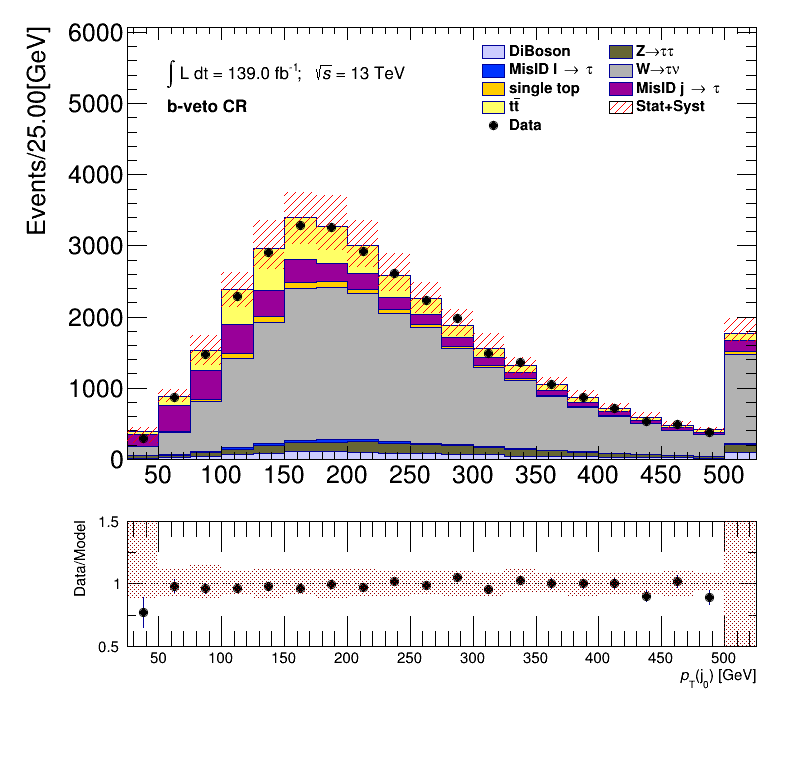 Events/25.00[GeV]
6000
5000
4000
3000
2000
1000
0
∫ L dt = 139.0 fb⁻¹; √s = 13 TeV
b-veto CR
DiBoson
MisID l → τ
single top
tt̄
Data
Z→ττ
W→τν
MisID j → τ
Stat+Syst
50 100 150 200 250 300 350 400 450 500
Data/Model
1.5
1
0.5
50 100 150 200 250 300 350 400 450 500
p_T(j_0) [GeV]